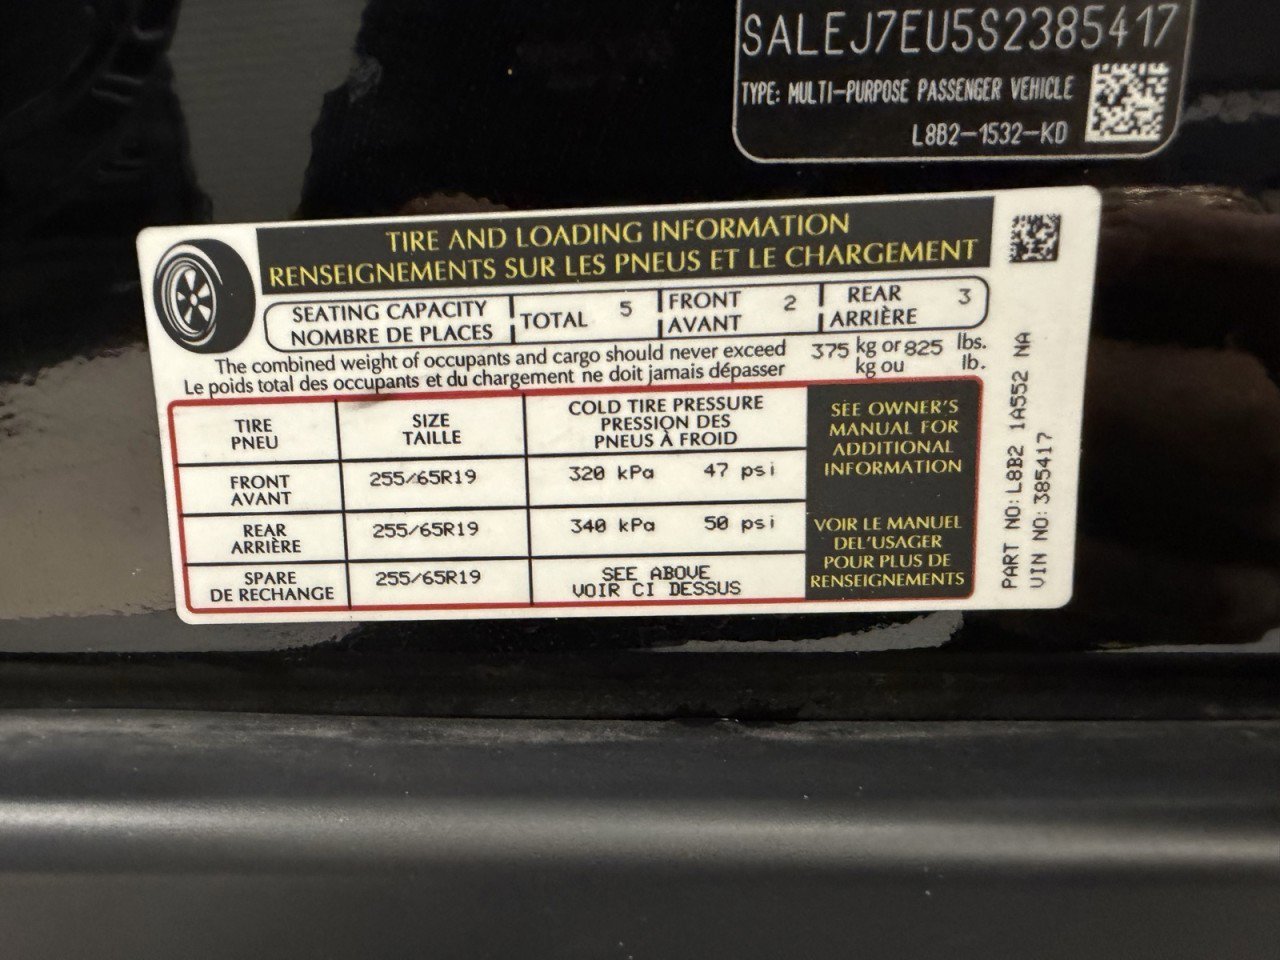 SALEJ7EU5S2385417
TYPE: MULTI-PURPOSE PASSENGER VEHICLE
L8B2-1532-KD
TIRE AND LOADING INFORMATION
RENSEIGNEMENTS SUR LES PNEUS ET LE CHARGEMENT
SEATING CAPACITY
NOMBRE DE PLACES
TOTAL 5
FRONT
AVANT
2
REAR
ARRIÈRE
3
The combined weight of occupants and cargo should never exceed 375 kg or 825 lbs.
Le poids total des occupants et du chargement ne doit jamais dépasser kg ou lb.
TIRE
PNEU
SIZE
TAILLE
COLD TIRE PRESSURE
PRESSION DES
PNEUS À FROID
FRONT
AVANT
255/65R19
320 kPa 47 psi
REAR
ARRIÈRE
255/65R19
340 kPa 50 psi
SPARE
DE RECHANGE
255/65R19
SEE ABOVE
VOIR CI DESSUS
SEE OWNER'S
MANUAL FOR
ADDITIONAL
INFORMATION
VOIR LE MANUEL
DEL'USAGER
POUR PLUS DE
RENSEIGNEMENTS
PART NO: L8B2 1A552 NA
VIN NO: 385417